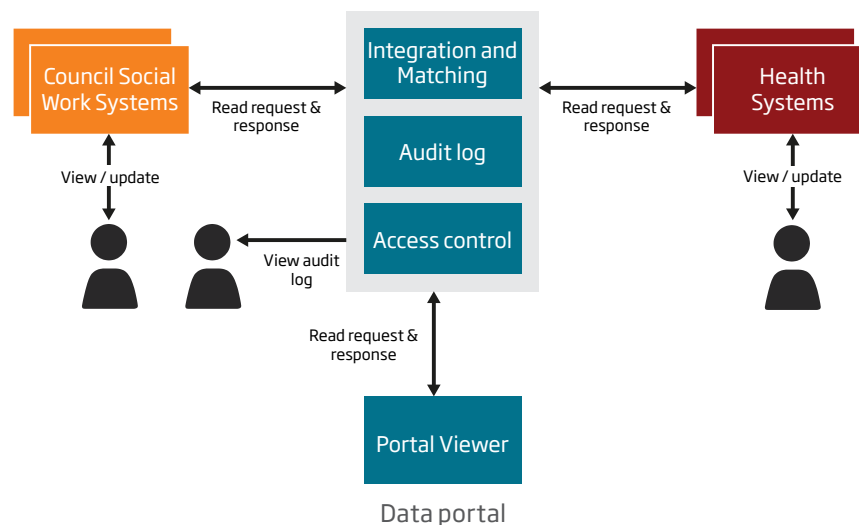 Council Social
Work Systems
Read request &
response
Integration and
Matching
Audit log
Access control
Read request &
response
Health
Systems
View / update
View / update
View audit
log
Read request &
response
Portal Viewer
Data portal